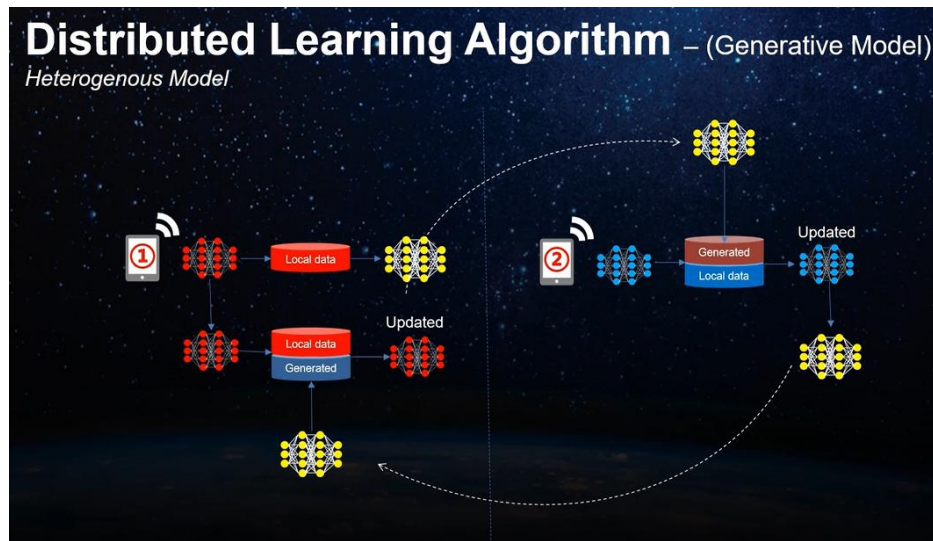 Distributed Learning Algorithm – (Generative Model)
Heterogenous Model
①
Local data
Local data
Generated
Updated
②
Generated
Local data
Updated